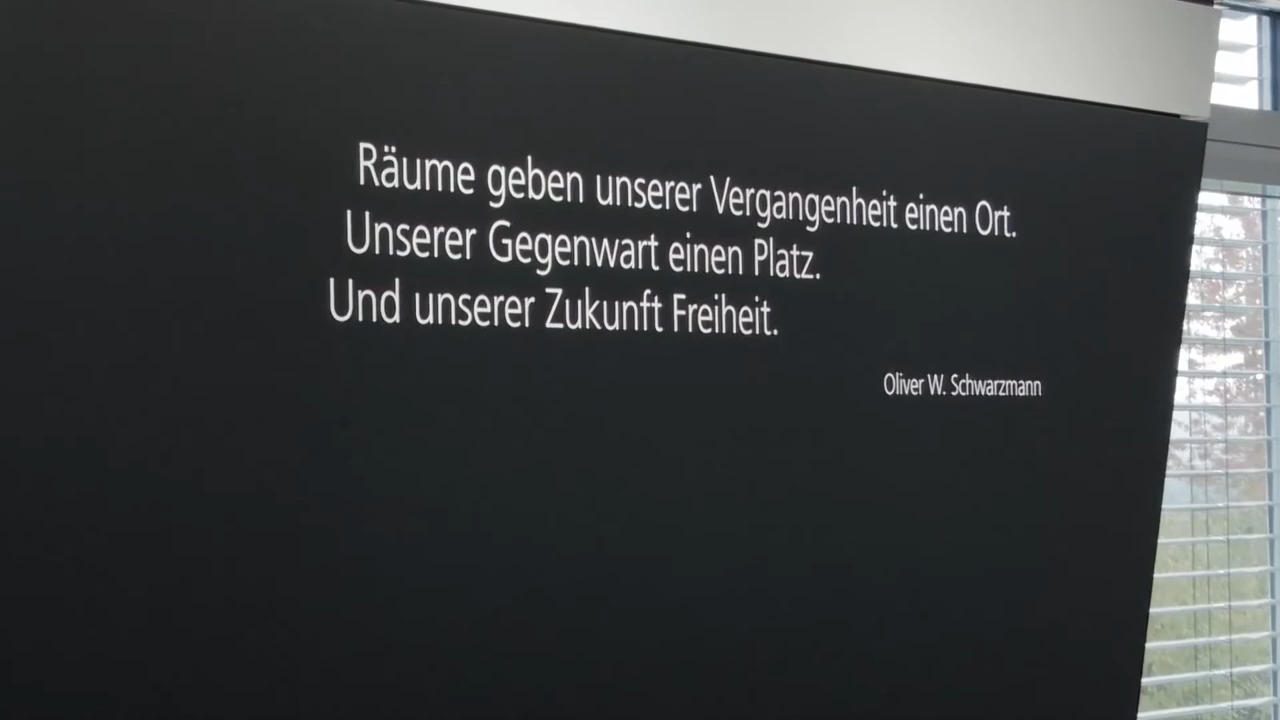 Räume geben unserer Vergangenheit einen Ort.
Unserer Gegenwart einen Platz.
Und unserer Zukunft Freiheit.
Oliver W. Schwarzmann